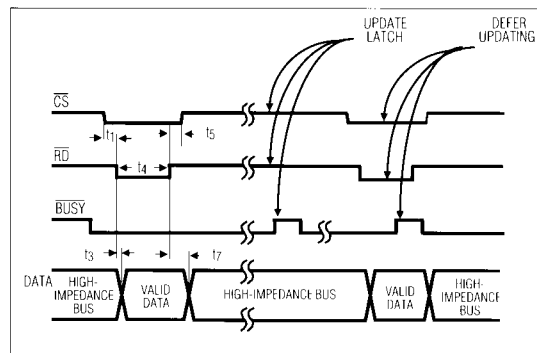 UPDATE
LATCH
DEFER
UPDATING
CS
t1
t5
RD
t4
BUSY
t3
t7
DATA
HIGH-
IMPEDANCE
BUS
VALID
DATA
HIGH-IMPEDANCE BUS
VALID
DATA
HIGH-
IMPEDANCE
BUS